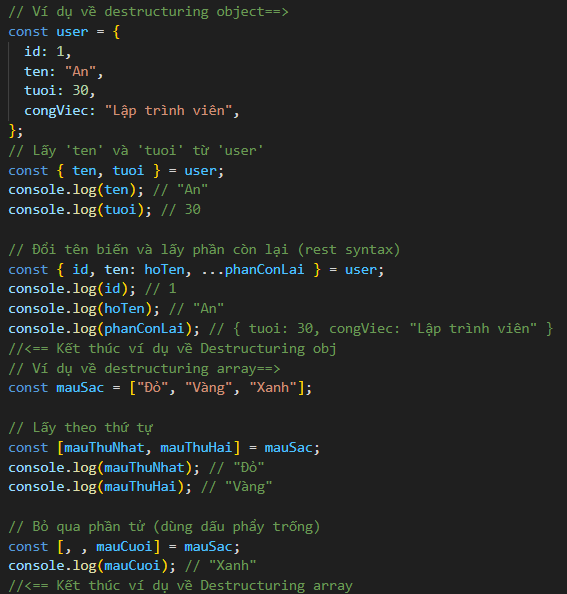 // Ví dụ về destructuring object==>
const user = {
  id: 1,
  ten: "An",
  tuoi: 30,
  congViec: "Lập trình viên",
};
// Lấy 'ten' và 'tuoi' từ 'user'
const { ten, tuoi } = user;
console.log(ten); // "An"
console.log(tuoi); // 30

// Đổi tên biến và lấy phần còn lại (rest syntax)
const { id, ten: hoTen, ...phanConLai } = user;
console.log(id); // 1
console.log(hoTen); // "An"
console.log(phanConLai); // { tuoi: 30, congViec: "Lập trình viên" }
//<== Kết thúc ví dụ về Destructuring obj
// Ví dụ về destructuring array==>
const mauSac = ["Đỏ", "Vàng", "Xanh"];

// Lấy theo thứ tự
const [mauThuNhat, mauThuHai] = mauSac;
console.log(mauThuNhat); // "Đỏ"
console.log(mauThuHai); // "Vàng"

// Bỏ qua phần tử (dùng dấu phẩy trống)
const [, , mauCuoi] = mauSac;
console.log(mauCuoi); // "Xanh"
//<== Kết thúc ví dụ về Destructuring array